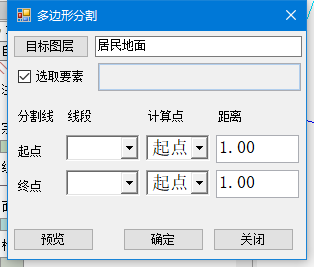 多边形分割
目标图层 居民地面
选取要素
分割线 线段 计算点 距离
起点 起点 1.00
终点 起点 1.00
预览 确定 关闭